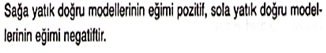 Sağa yatık doğru modellerinin eğimi pozitif, sola yatık doğru model-
lerinin eğimi negatiftir.